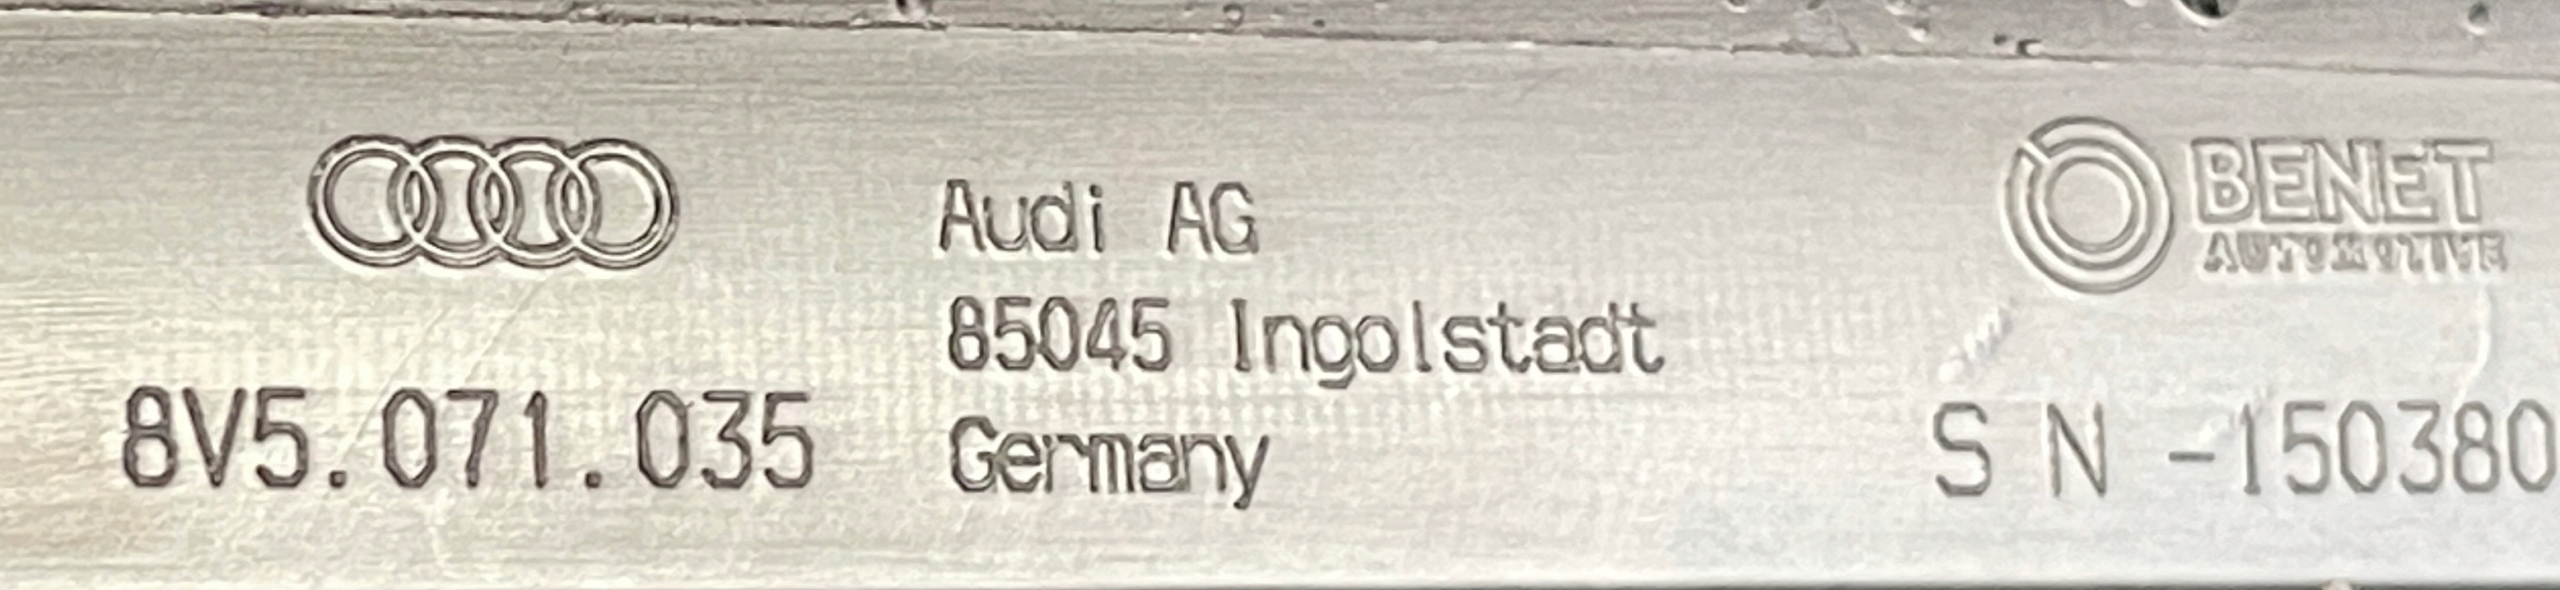 Audi AG
85045 Ingolstadt
Germany
8V5.071.035
BENET
AUTOMOTIVE
S N -150380